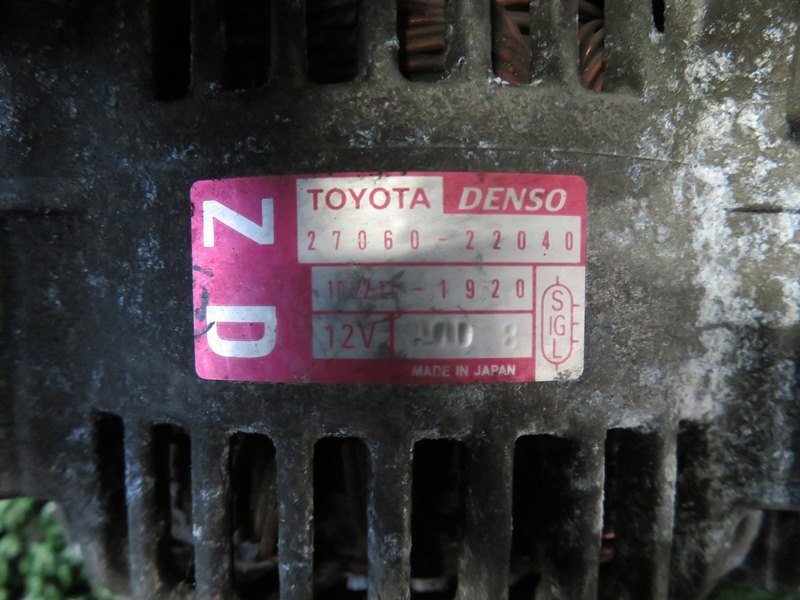 TOYOTA DENSO
27060-22040
-1920
12V
MADE IN JAPAN
S
IG
L
N
D